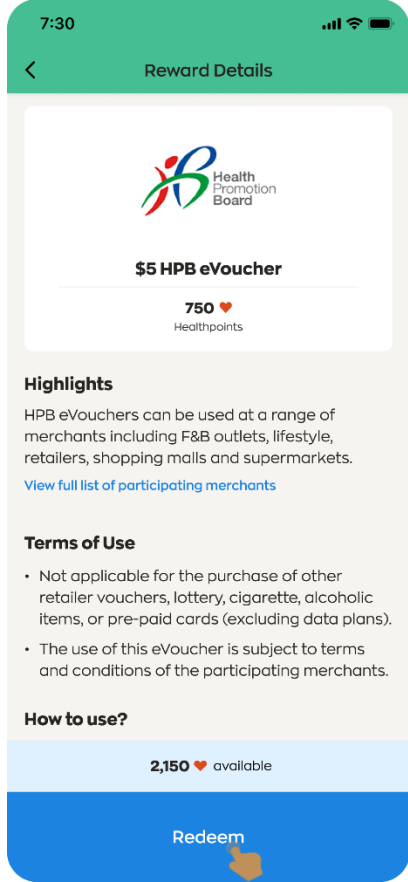 7:30
Reward Details
Health
Promotion
Board
$5 HPB eVoucher
750
Healthpoints
Highlights
HPB eVouchers can be used at a range of
merchants including F&B outlets, lifestyle,
retailers, shopping malls and supermarkets.
View full list of participating merchants
Terms of Use
• Not applicable for the purchase of other
retailer vouchers, lottery, cigarette, alcoholic
items, or pre-paid cards (excluding data plans).
• The use of this eVoucher is subject to terms
and conditions of the participating merchants.
How to use?
2,150 available
Redeem